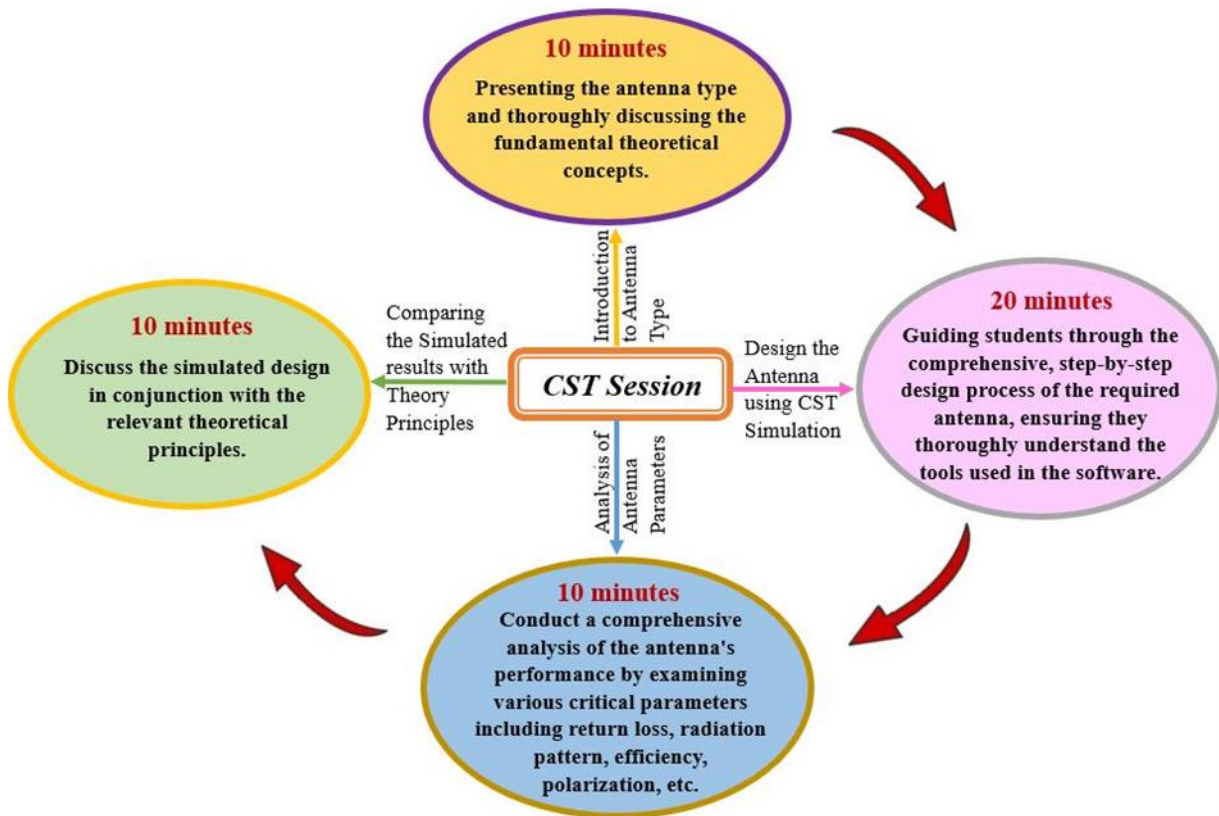 10 minutes
Presenting the antenna type
and thoroughly discussing the
fundamental theoretical
concepts.
Introduction
to Antenna
Type
10 minutes
Discuss the simulated design
in conjunction with the
relevant theoretical
principles.
Comparing
the Simulated
results with
Theory
Principles
CST Session
Design the
Antenna
using CST
Simulation
20 minutes
Guiding students through the
comprehensive, step-by-step
design process of the required
antenna, ensuring they
thoroughly understand the
tools used in the software.
Analysis of
Antenna
Parameters
10 minutes
Conduct a comprehensive
analysis of the antenna's
performance by examining
various critical parameters
including return loss, radiation
pattern, efficiency,
polarization, etc.